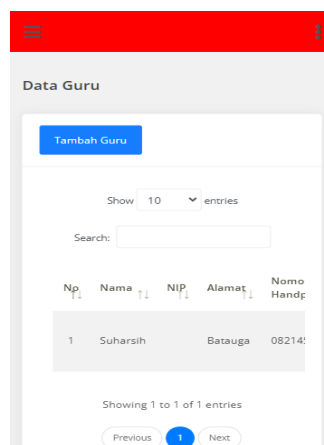 Data Guru
Tambah Guru
Show 10 entries
Search:
No Nama NIP Alamat Nomo
Handp
1 Suharsih Batauga 08214
Showing 1 to 1 of 1 entries
Previous 1 Next